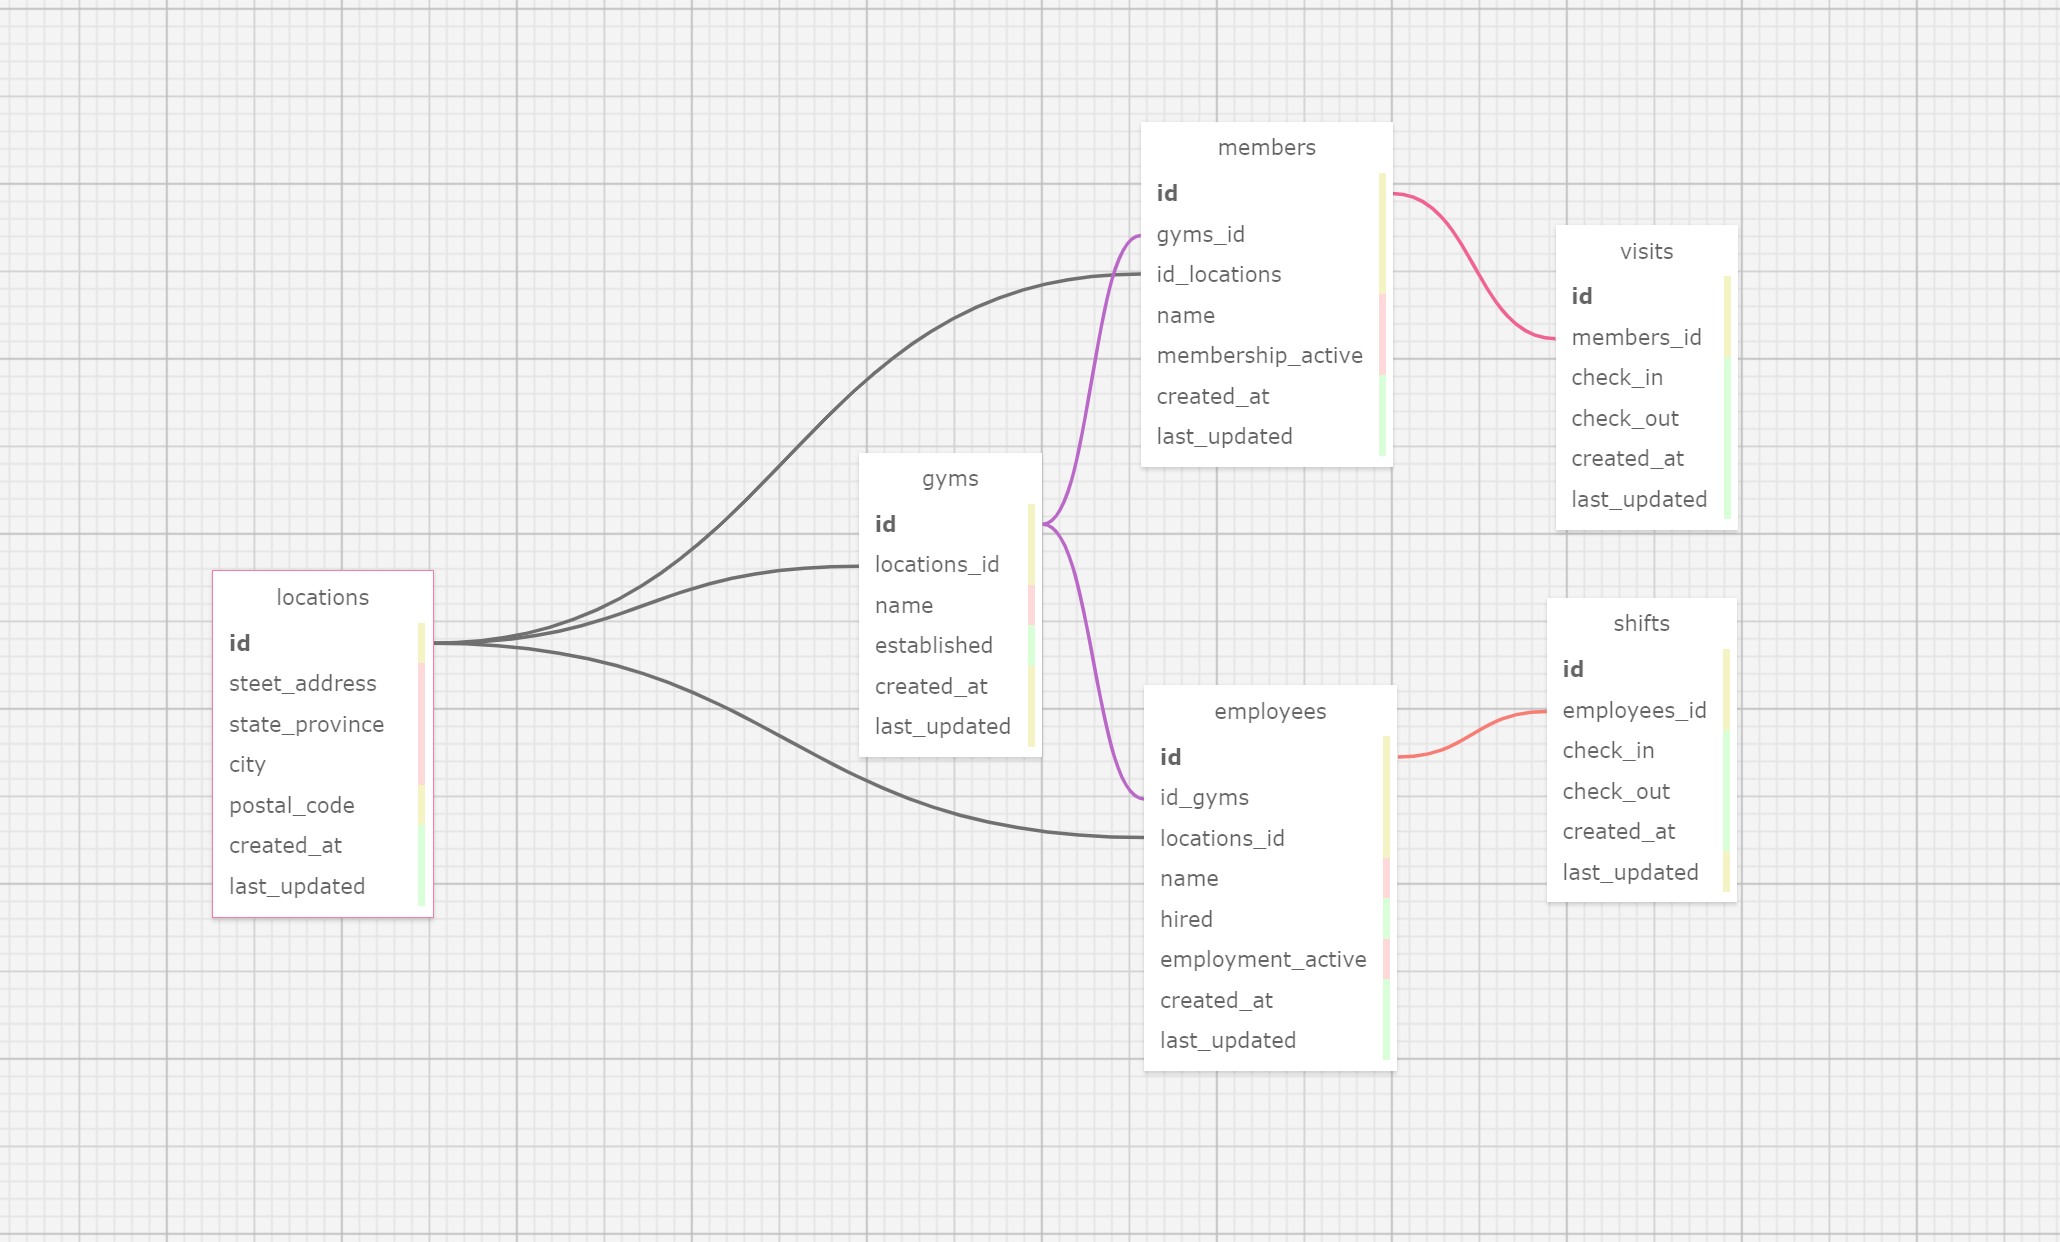 members
id
gyms_id
id_locations
name
membership_active
created_at
last_updated
visits
id
members_id
check_in
check_out
created_at
last_updated
gyms
id
locations_id
name
established
created_at
last_updated
locations
id
steet_address
state_province
city
postal_code
created_at
last_updated
shifts
id
employees_id
check_in
check_out
created_at
last_updated
employees
id
id_gyms
locations_id
name
hired
employment_active
created_at
last_updated